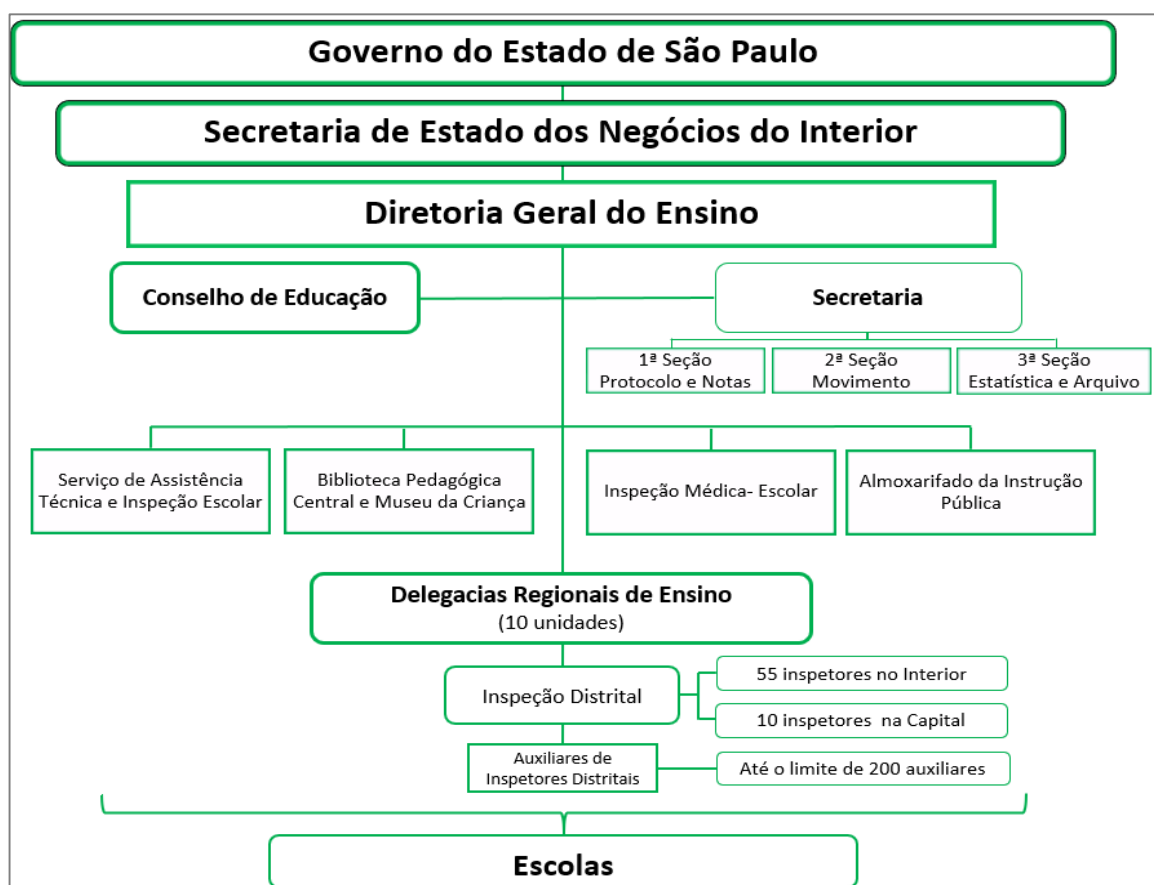 Governo do Estado de São Paulo
Secretaria de Estado dos Negócios do Interior
Diretoria Geral do Ensino
Conselho de Educação
Secretaria
1ª Seção
Protocolo e Notas
2ª Seção
Movimento
3ª Seção
Estatística e Arquivo
Serviço de Assistência
Técnica e Inspeção Escolar
Biblioteca Pedagógica
Central e Museu da Criança
Inspeção Médica- Escolar
Almoxarifado da Instrução
Pública
Delegacias Regionais de Ensino
(10 unidades)
Inspeção Distrital
55 inspetores no Interior
10 inspetores na Capital
Auxiliares de
Inspetores Distritais
Até o limite de 200 auxiliares
Escolas